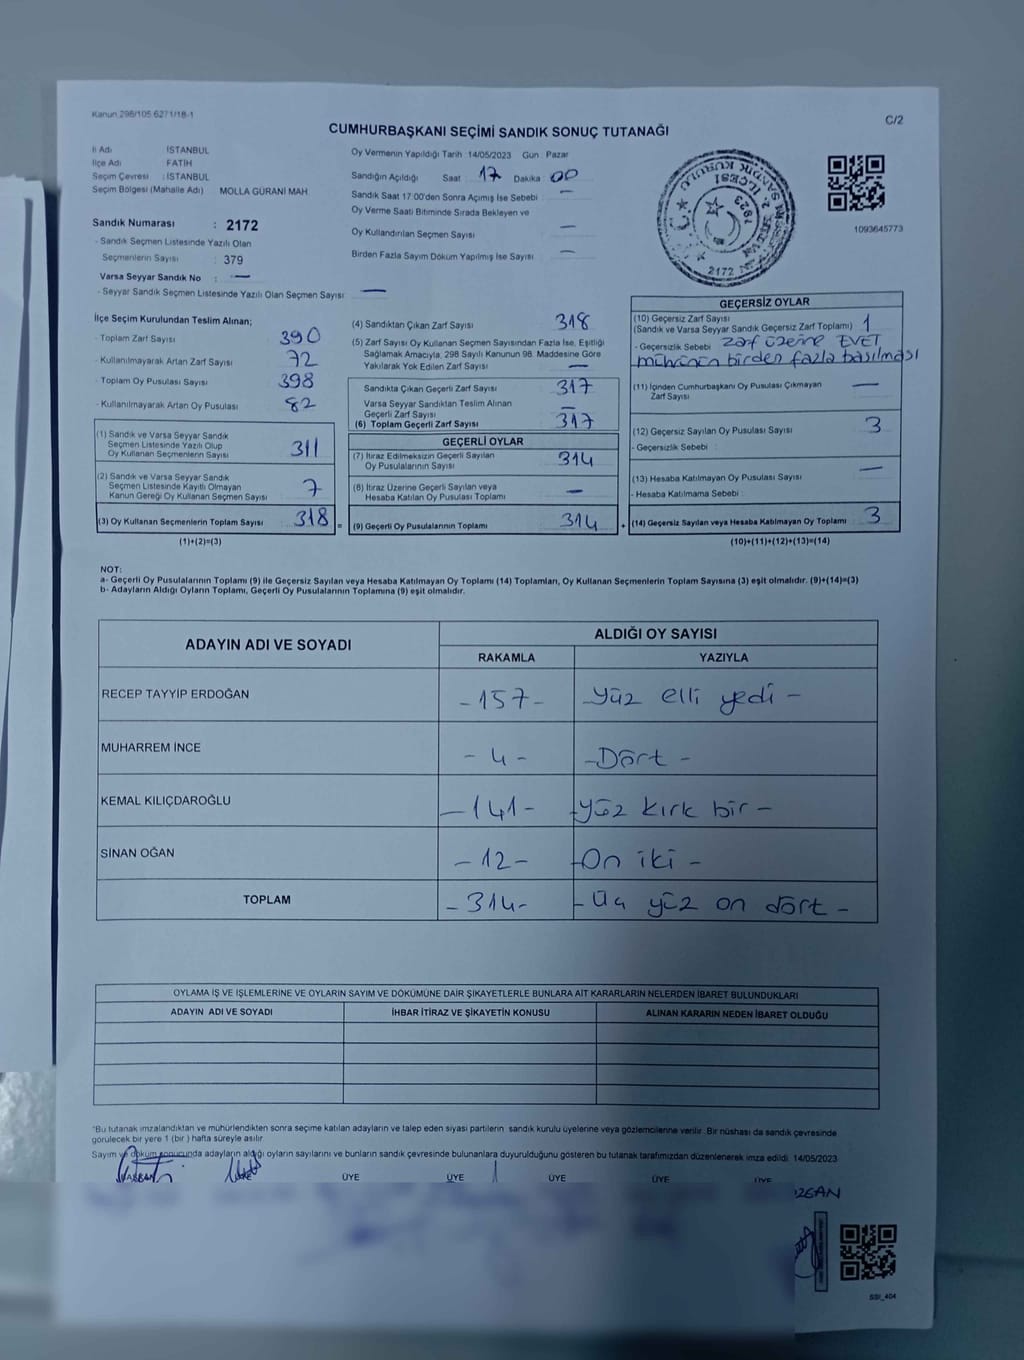 Kanun 298/105 6271/18-1
C/2
CUMHURBAŞKANI SEÇİMİ SANDIK SONUÇ TUTANAĞI
İl Adı İSTANBUL
İlçe Adı FATİH
Seçim Çevresi : İSTANBUL
Seçim Bölgesi (Mahalle Adı) MOLLA GÜRANİ MAH
Sandık Numarası : 2172
- Sandık Seçmen Listesinde Yazılı Olan
Seçmenlerin Sayısı : 379
Varsa Seyyar Sandık No : —
- Seyyar Sandık Seçmen Listesinde Yazılı Olan Seçmen Sayısı —
Oy Vermenin Yapıldığı Tarih 14/05/2023 Gün Pazar
Sandığın Açıldığı Saat 17 Dakika 00
Sandık Saat 17.00'den Sonra Açılmış İse Sebebi —
Oy Verme Saati Bitiminde Sırada Bekleyen ve
Oy Kullandırılan Seçmen Sayısı —
Birden Fazla Sayım Döküm Yapılmış İse Sayısı —
2172
1093645773
İlçe Seçim Kurulundan Teslim Alınan;
- Toplam Zarf Sayısı 390
- Kullanılmayarak Artan Zarf Sayısı 72
- Toplam Oy Pusulası Sayısı 398
- Kullanılmayarak Artan Oy Pusulası 82
(1) Sandık ve Varsa Seyyar Sandık
Seçmen Listesinde Yazılı Olup
Oy Kullanan Seçmenlerin Sayısı 311
(2) Sandık ve Varsa Seyyar Sandık
Seçmen Listesinde Kayıtlı Olmayan
Kanun Gereği Oy Kullanan Seçmen Sayısı 7
(3) Oy Kullanan Seçmenlerin Toplam Sayısı 318 =
(1)+(2)=(3)
(4) Sandıktan Çıkan Zarf Sayısı 318
(5) Zarf Sayısı Oy Kullanan Seçmen Sayısından Fazla İse, Eşitliği
Sağlamak Amacıyla, 298 Sayılı Kanunun 98. Maddesine Göre
Yakılarak Yok Edilen Zarf Sayısı —
Sandıkta Çıkan Geçerli Zarf Sayısı 317
Varsa Seyyar Sandıktan Teslim Alınan
Geçerli Zarf Sayısı —
(6) Toplam Geçerli Zarf Sayısı 317
GEÇERLİ OYLAR
(7) İtiraz Edilmeksizin Geçerli Sayılan
Oy Pusulalarının Sayısı 314
(8) İtiraz Üzerine Geçerli Sayılan veya
Hesaba Katılan Oy Pusulası Toplamı —
(9) Geçerli Oy Pusulalarının Toplamı 314 +
GEÇERSİZ OYLAR
(10) Geçersiz Zarf Sayısı
(Sandık ve Varsa Seyyar Sandık Geçersiz Zarf Toplamı) 1
- Geçersizlik Sebebi zarf üzerine EVET
mührünün birden fazla basılması
(11) İçinden Cumhurbaşkanı Oy Pusulası Çıkmayan
Zarf Sayısı —
(12) Geçersiz Sayılan Oy Pusulası Sayısı 3
- Geçersizlik Sebebi :
(13) Hesaba Katılmayan Oy Pusulası Sayısı —
- Hesaba Katılmama Sebebi :
(14) Geçersiz Sayılan veya Hesaba Katılmayan Oy Toplamı 3
(10)+(11)+(12)+(13)=(14)
NOT:
a- Geçerli Oy Pusulalarının Toplamı (9) ile Geçersiz Sayılan veya Hesaba Katılmayan Oy Toplamı (14) Toplamları, Oy Kullanan Seçmenlerin Toplam Sayısına (3) eşit olmalıdır. (9)+(14)=(3)
b- Adayların Aldığı Oyların Toplamı, Geçerli Oy Pusulalarının Toplamına (9) eşit olmalıdır.
ADAYIN ADI VE SOYADI
ALDIĞI OY SAYISI
RAKAMLA
YAZIYLA
RECEP TAYYİP ERDOĞAN -157- -Yüz elli yedi-
MUHARREM İNCE -4- -Dört-
KEMAL KILIÇDAROĞLU -141- -yüz kırk bir-
SİNAN OĞAN -12- -On iki-
TOPLAM -314- -Üç yüz on dört-
OYLAMA İŞ VE İŞLEMLERİNE VE OYLARIN SAYIM VE DÖKÜMÜNE DAİR ŞİKAYETLERLE BUNLARA AİT KARARLARIN NELERDEN İBARET BULUNDUKLARI
ADAYIN ADI VE SOYADI
İHBAR İTİRAZ VE ŞİKAYETİN KONUSU
ALINAN KARARIN NEDEN İBARET OLDUĞU
*Bu tutanak imzalandıktan ve mühürlendikten sonra seçime katılan adayların ve talep eden siyasi partilerin sandık kurulu üyelerine veya gözlemcilerine verilir. Bir nüshası da sandık çevresinde
görülecek bir yere 1 (bir) hafta süreyle asılır.
Sayım ve döküm sonucunda adayların aldığı oyların sayılarını ve bunların sandık çevresinde bulunanlara duyurulduğunu gösteren bu tutanak tarafımızdan düzenlenerek imza edildi. 14/05/2023
BAŞKAN ÜYE ÜYE ÜYE ÜYE ÜYE
SSI_404